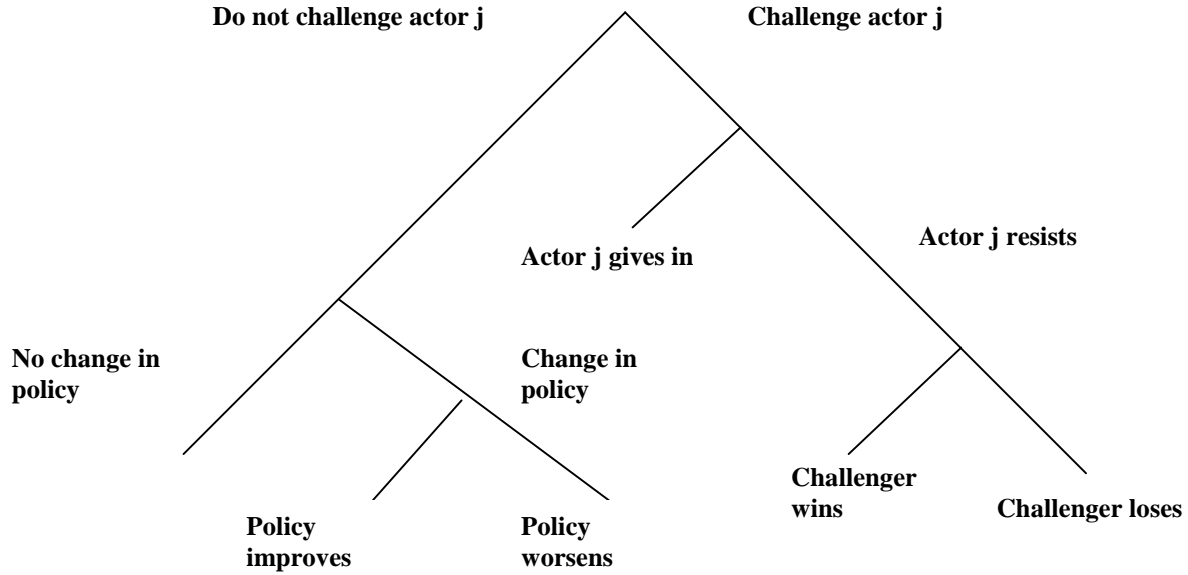 Do not challenge actor j
Challenge actor j
Actor j resists
Actor j gives in
No change in
policy
Change in
policy
Challenger
wins
Challenger loses
Policy
improves
Policy
worsens